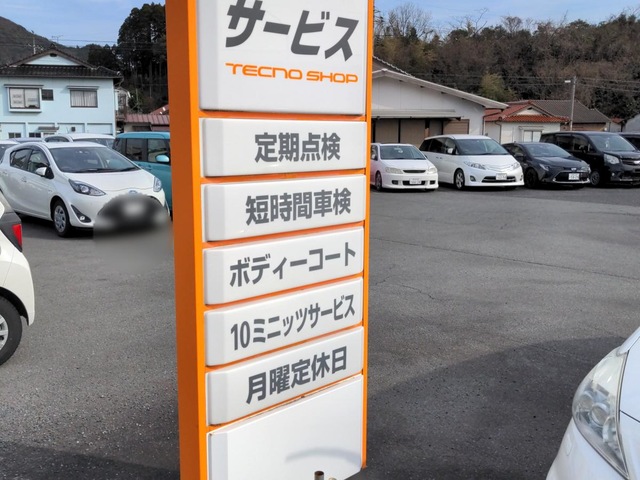 サービス
TECNO SHOP
定期点検
短時間車検
ボディーコート
10ミニッツサービス
月曜定休日